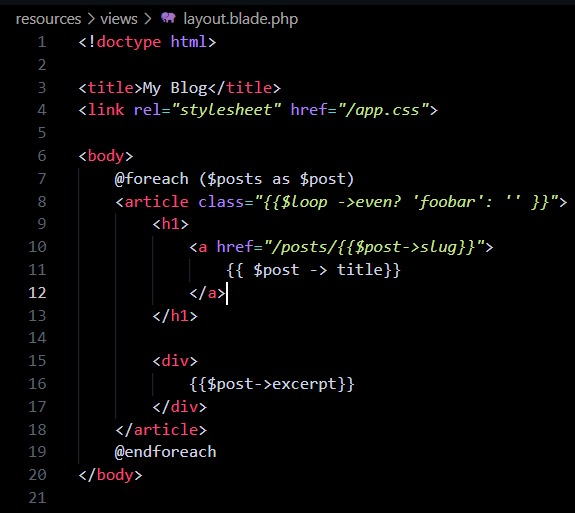 resources > views > layout.blade.php
1 <!doctype html>
2
3 <title>My Blog</title>
4 <link rel="stylesheet" href="/app.css">
5
6 <body>
7     @foreach ($posts as $post)
8     <article class="{{$loop ->even? 'foobar': '' }}">
9         <h1>
10             <a href="/posts/{{$post->slug}}">
11                 {{ $post -> title}}
12             </a>
13         </h1>
14
15         <div>
16             {{$post->excerpt}}
17         </div>
18     </article>
19     @endforeach
20 </body>
21